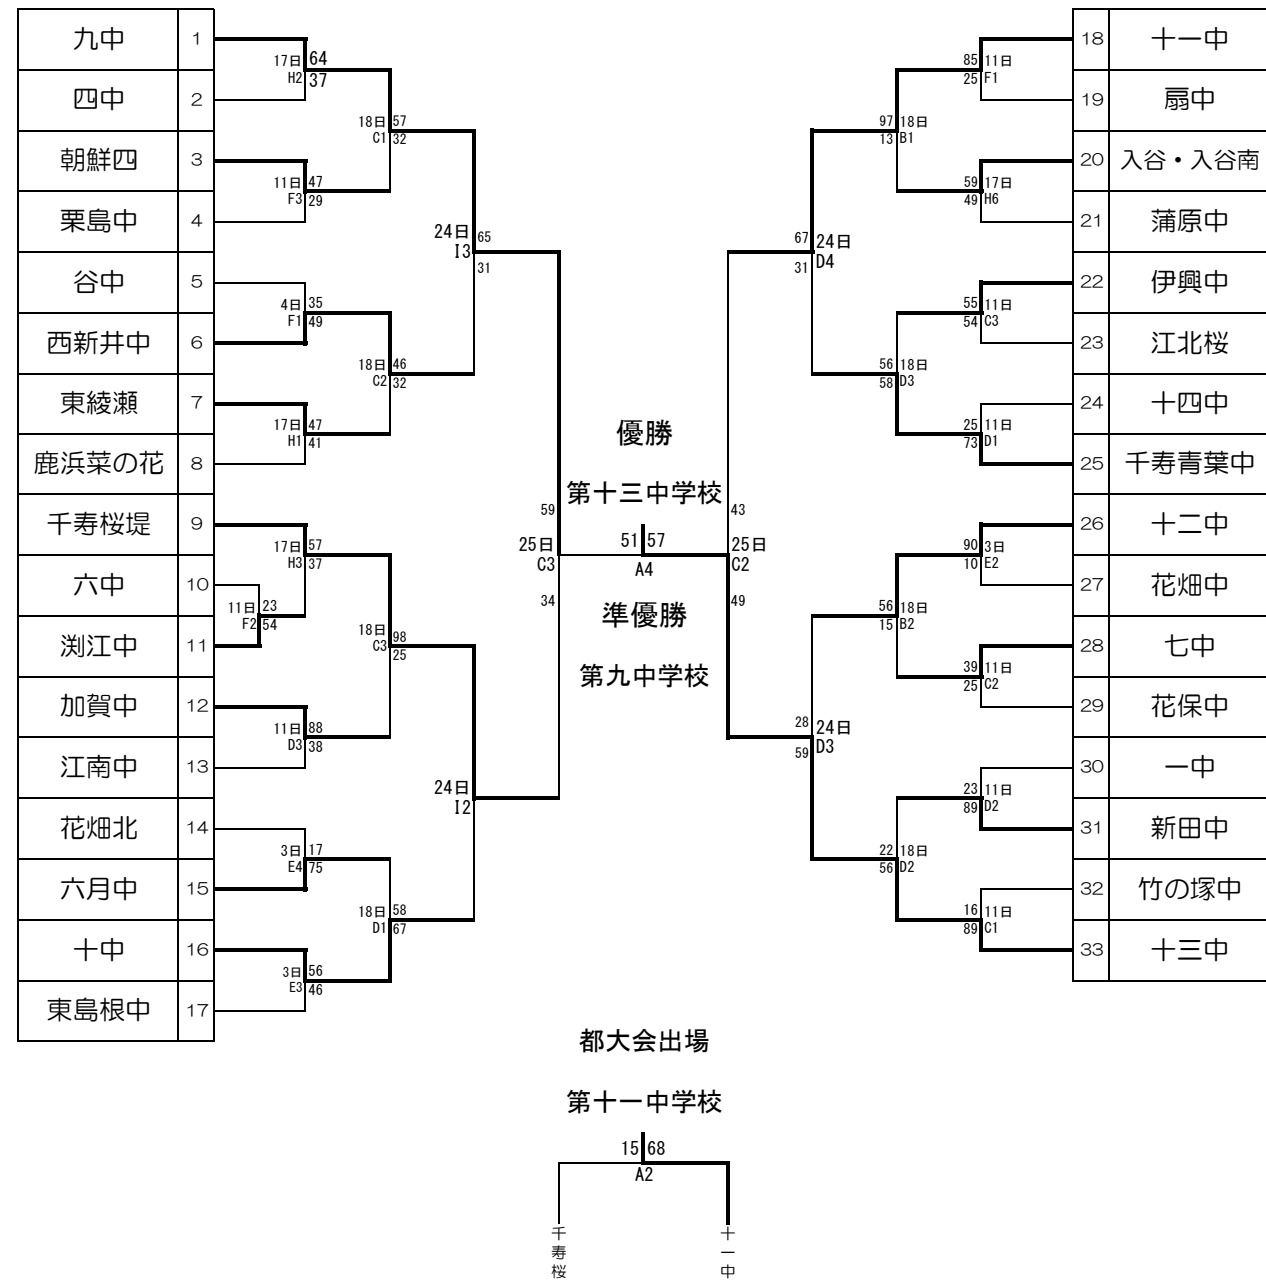 九中 1
四中 2
朝鮮四 3
栗島中 4
谷中 5
西新井中 6
東綾瀬 7
鹿浜菜の花 8
千寿桜堤 9
六中 10
渕江中 11
加賀中 12
江南中 13
花畑北 14
六月中 15
十中 16
東島根中 17
17日 64
H2 37
11日 47
F3 29
4日 35
F1 49
17日 47
H1 41
17日 57
H3 37
11日 23
F2 54
11日 88
D3 38
3日 17
E4 75
3日 56
E3 46
18日 57
C1 32
18日 46
C2 32
18日 98
C3 25
18日 58
D1 67
24日 65
I3 31
24日
I2
59
25日
C3
34
優勝
第十三中学校
51 57
A4
準優勝
第九中学校
43
25日
C2
49
67 24日
31 D4
28 24日
59 D3
97 18日
13 B1
56 18日
58 D3
56 18日
15 B2
22 18日
56 D2
85 11日
25 F1
59 17日
49 H6
55 11日
54 C3
25 11日
73 D1
90 3日
10 E2
39 11日
25 C2
23 11日
89 D2
16 11日
89 C1
18 十一中
19 扇中
20 入谷・入谷南
21 蒲原中
22 伊興中
23 江北桜
24 十四中
25 千寿青葉中
26 十二中
27 花畑中
28 七中
29 花保中
30 一中
31 新田中
32 竹の塚中
33 十三中
都大会出場
第十一中学校
15 68
A2
千寿桜
十一中